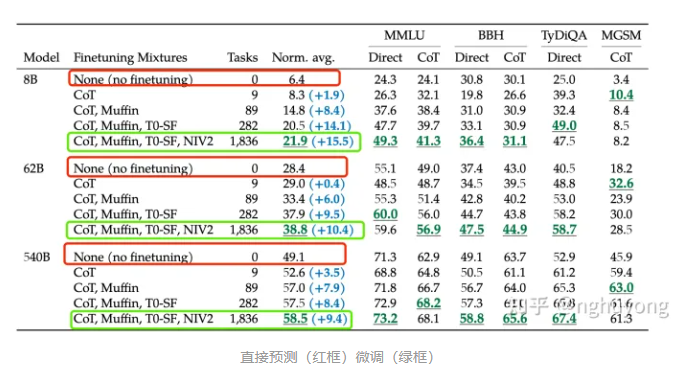 MMLU BBH TyDiQA MGSM
Model Finetuning Mixtures Tasks Norm. avg. Direct CoT Direct CoT Direct CoT
8B None (no finetuning) 0 6.4 24.3 24.1 30.8 30.1 25.0 3.4
CoT 9 8.3 (+1.9) 26.3 32.1 19.8 26.6 39.3 10.4
CoT, Muffin 89 14.8 (+8.4) 37.6 38.4 31.0 30.9 32.4 8.4
CoT, Muffin, T0-SF 282 20.5 (+14.1) 47.7 39.7 33.1 30.9 49.0 8.5
CoT, Muffin, T0-SF, NIV2 1,836 21.9 (+15.5) 49.3 41.3 36.4 31.1 47.5 8.2
62B None (no finetuning) 0 28.4 55.1 49.0 37.4 43.0 40.5 18.2
CoT 9 29.0 (+0.4) 48.5 48.7 34.5 39.5 48.8 32.6
CoT, Muffin 89 33.4 (+6.0) 55.3 51.4 42.8 40.2 53.0 23.9
CoT, Muffin, T0-SF 282 37.9 (+9.5) 60.0 56.0 44.7 43.8 58.2 30.0
CoT, Muffin, T0-SF, NIV2 1,836 38.8 (+10.4) 59.6 56.9 47.5 44.9 58.7 28.5
540B None (no finetuning) 0 49.1 71.3 62.9 49.1 63.7 52.9 45.9
CoT 9 52.6 (+3.5) 68.8 64.8 50.5 61.1 61.2 59.4
CoT, Muffin 89 57.0 (+7.9) 71.8 66.7 56.7 64.0 65.3 63.0
CoT, Muffin, T0-SF 282 57.5 (+8.4) 72.9 68.2 57.3
CoT, Muffin, T0-SF, NIV2 1,836 58.5 (+9.4) 73.2 68.1 58.8 65.6 67.4 61.3
知乎 @nghuyong
直接预测（红框）微调（绿框）